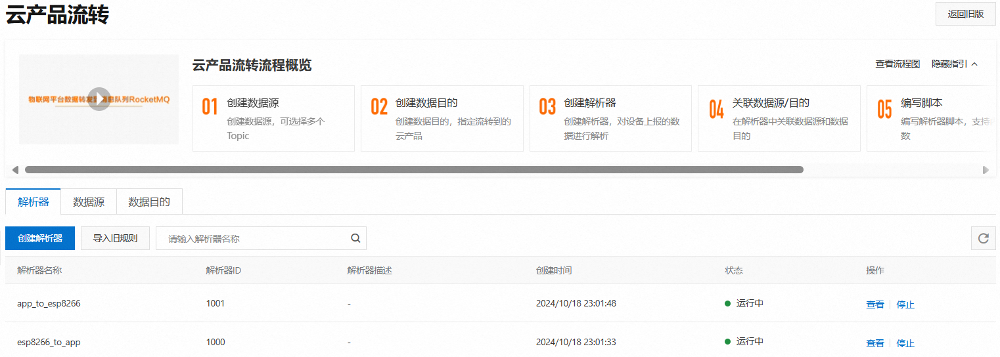 云产品流转
返回旧版
云产品流转流程概览
查看流程图 隐藏指引
物联网平台数据转发到消息队列RocketMQ
01 创建数据源
创建数据源，可选择多个
Topic
02 创建数据目的
创建数据目的，指定流转到的
云产品
03 创建解析器
创建解析器，对设备上报的数
据进行解析
04 关联数据源/目的
在解析器中关联数据源和数据
目的
05 编写脚本
编写解析器脚本，支持
数
解析器 数据源 数据目的
创建解析器 导入旧规则 请输入解析器名称
解析器名称 解析器ID 解析器描述 创建时间 状态 操作
app_to_esp8266 1001 - 2024/10/18 23:01:48 运行中 查看 停止
esp8266_to_app 1000 - 2024/10/18 23:01:33 运行中 查看 停止